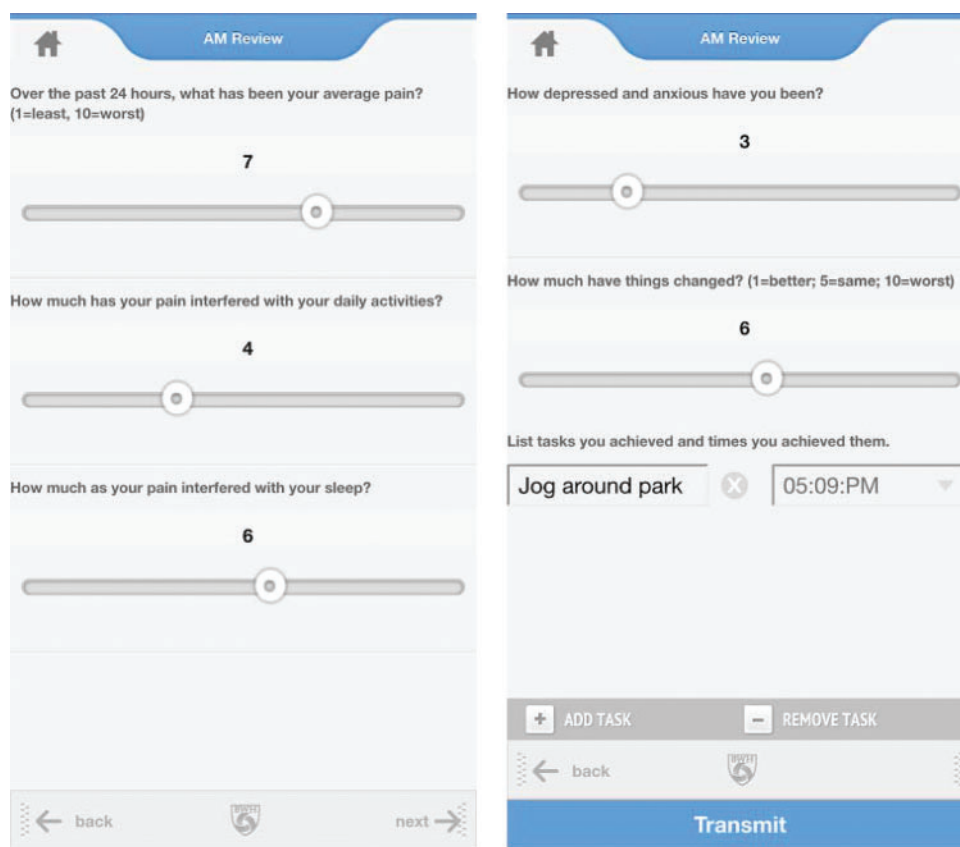 AM Review
Over the past 24 hours, what has been your average pain?
(1=least, 10=worst)
7
How much has your pain interfered with your daily activities?
4
How much as your pain interfered with your sleep?
6
back
BWH
next
AM Review
How depressed and anxious have you been?
3
How much have things changed? (1=better; 5=same; 10=worst)
6
List tasks you achieved and times you achieved them.
Jog around park 05:09:PM
+ ADD TASK - REMOVE TASK
back
BWH
Transmit